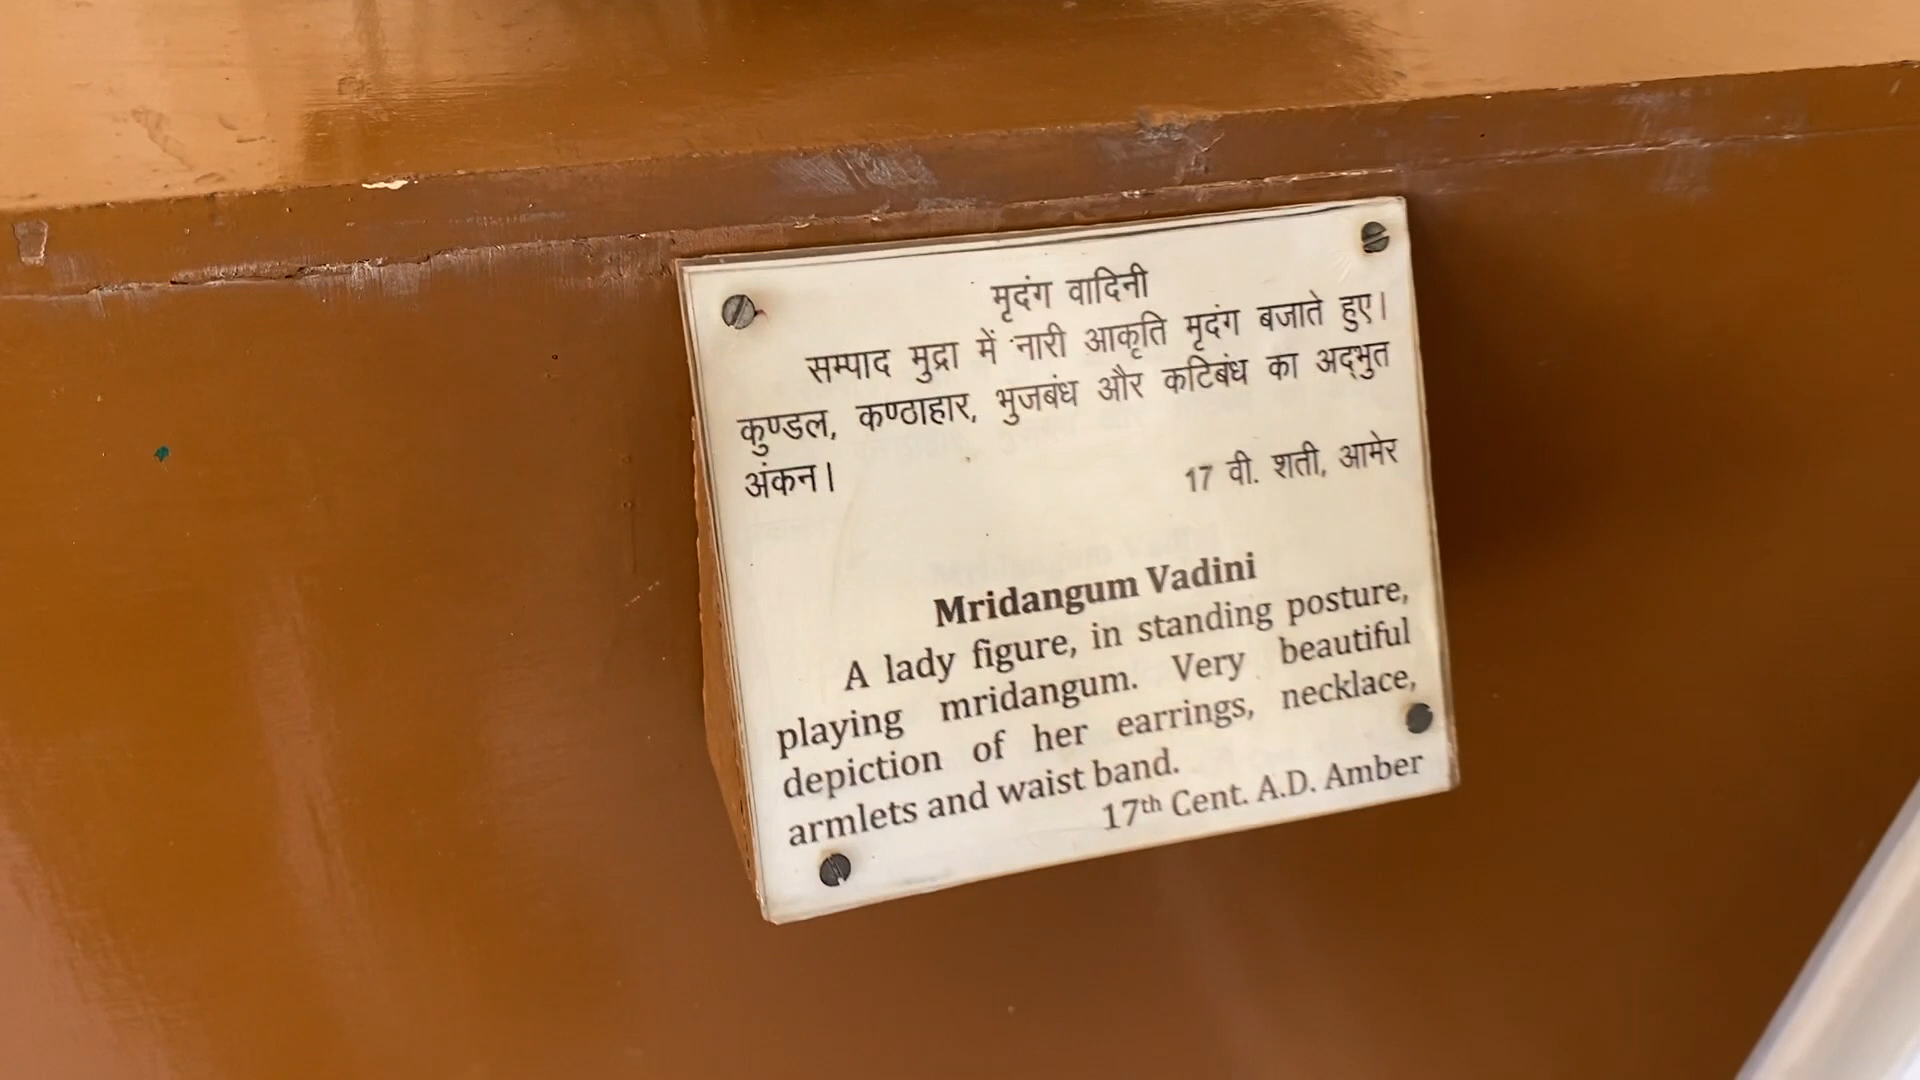 मृदंग वादिनी
सम्पाद मुद्रा में नारी आकृति मृदंग बजाते हुए।
कुण्डल, कण्ठाहार, भुजबंध और कटिबंध का अद्‌भुत
अंकन।
17 वी. शती, आमेर
Mridangum Vadini
A lady figure, in standing posture,
playing mridangum. Very beautiful
depiction of her earrings, necklace,
armlets and waist band.
17th Cent. A.D. Amber